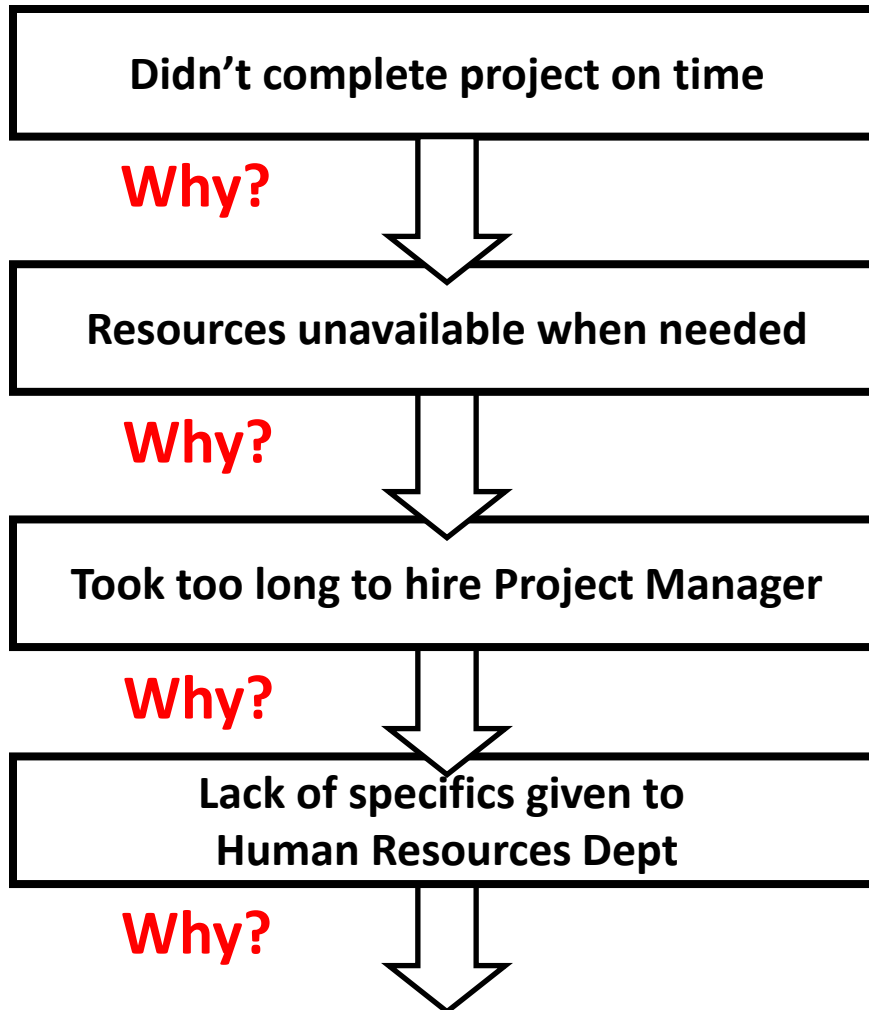 Didn’t complete project on time
Why?
Resources unavailable when needed
Why?
Took too long to hire Project Manager
Why?
Lack of specifics given to
Human Resources Dept
Why?